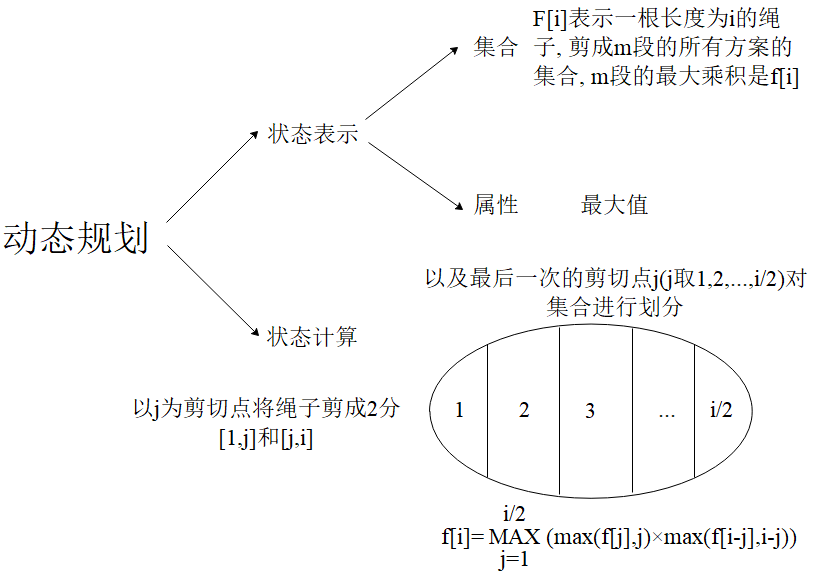 F[i]表示一根长度为i的绳
子, 剪成m段的所有方案的
集合, m段的最大乘积是f[i]
集合
状态表示
属性
最大值
动态规划
以及最后一次的剪切点j(j取1,2,...,i/2)对
集合进行划分
状态计算
以j为剪切点将绳子剪成2分
[1,j]和[j,i]
1
2
3
...
i/2
i/2
f[i]= MAX (max(f[j],j)×max(f[i-j],i-j))
j=1